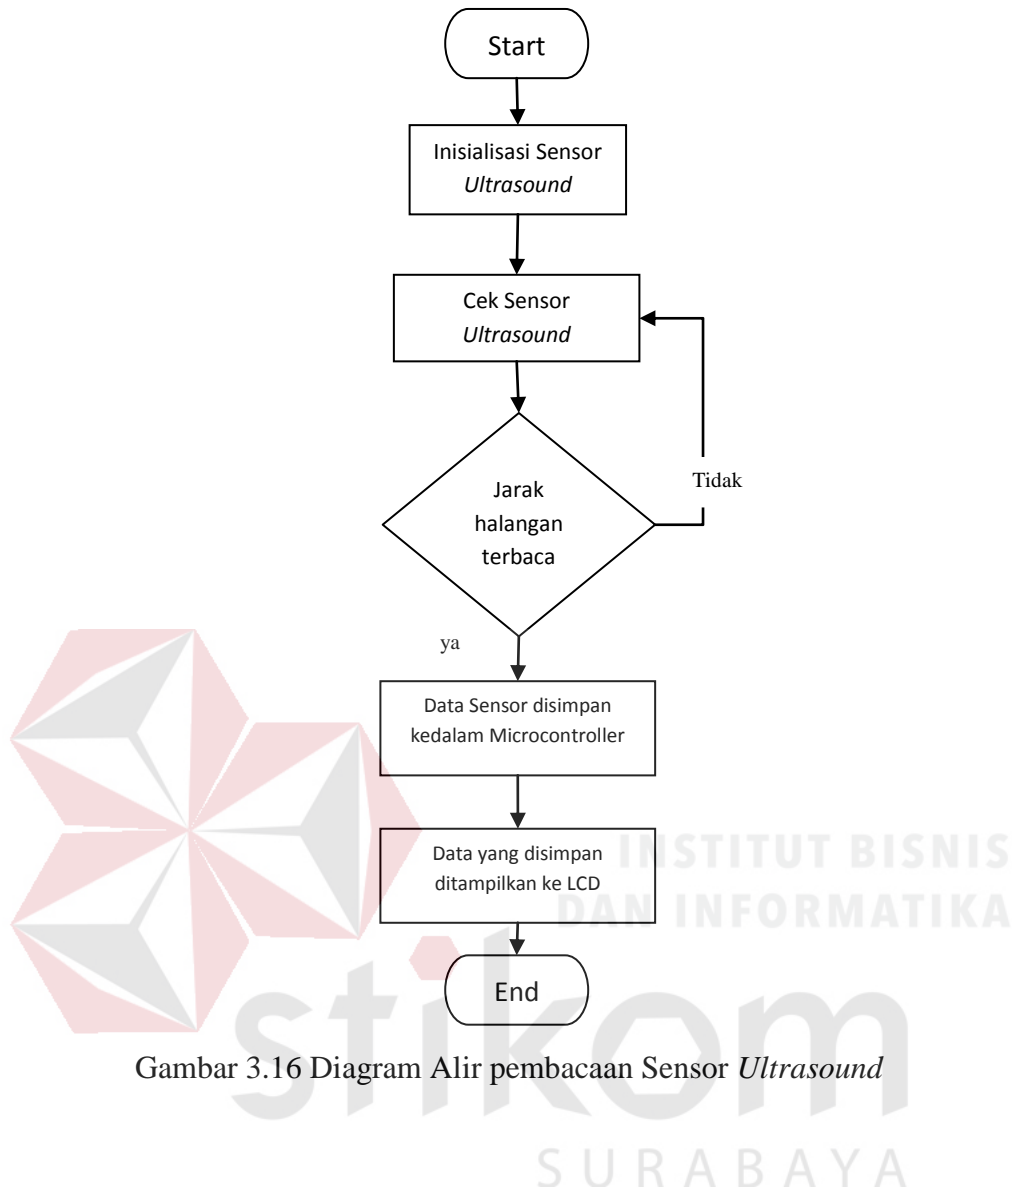 Start
Inisialisasi Sensor
Ultrasound
Cek Sensor
Ultrasound
Jarak
halangan
terbaca
Tidak
ya
Data Sensor disimpan
kedalam Microcontroller
Data yang disimpan
ditampilkan ke LCD
INSTITUT BISNIS
DAN INFORMATIKA
End
stikom
Gambar 3.16 Diagram Alir pembacaan Sensor Ultrasound
SURABAYA